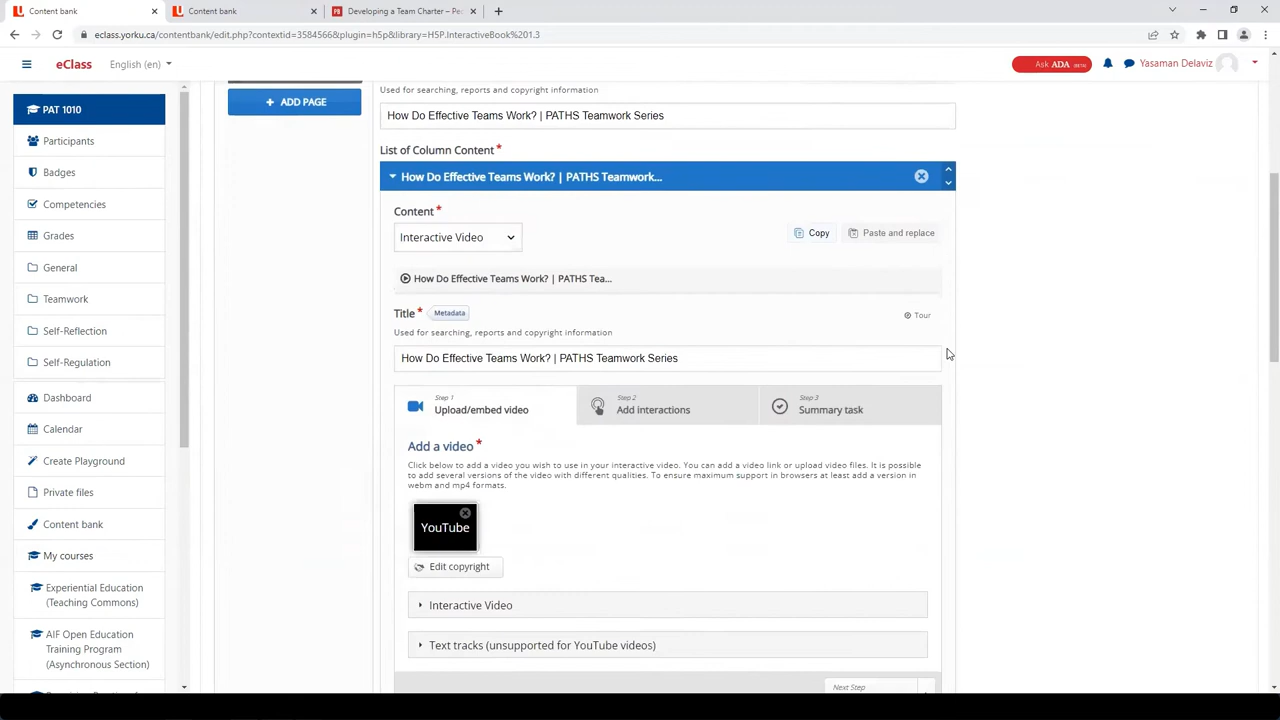 Content bank
Content bank
Developing a Team Charter – Pe
eclass.yorku.ca/contentbank/edit.php?contextid=3584566&plugin=h5p&library=H5P.InteractiveBook%201.3
eClass
English (en)
Ask ADA BETA
Yasaman Delaviz
PAT 1010
Participants
Badges
Competencies
Grades
General
Teamwork
Self-Reflection
Self-Regulation
Dashboard
Calendar
Create Playground
Private files
Content bank
My courses
Experiential Education
(Teaching Commons)
AIF Open Education
Training Program
(Asynchronous Section)
+ ADD PAGE
Used for searching, reports and copyright information
How Do Effective Teams Work? | PATHS Teamwork Series
List of Column Content*
How Do Effective Teams Work? | PATHS Teamwork...
Content*
Interactive Video
Copy
Paste and replace
How Do Effective Teams Work? | PATHS Tea...
Title* Metadata
Tour
Used for searching, reports and copyright information
How Do Effective Teams Work? | PATHS Teamwork Series
Step 1
Upload/embed video
Step 2
Add interactions
Step 3
Summary task
Add a video*
Click below to add a video you wish to use in your interactive video. You can add a video link or upload video files. It is possible
to add several versions of the video with different qualities. To ensure maximum support in browsers at least add a version in
webm and mp4 formats.
YouTube
Edit copyright
Interactive Video
Text tracks (unsupported for YouTube videos)
Next Step